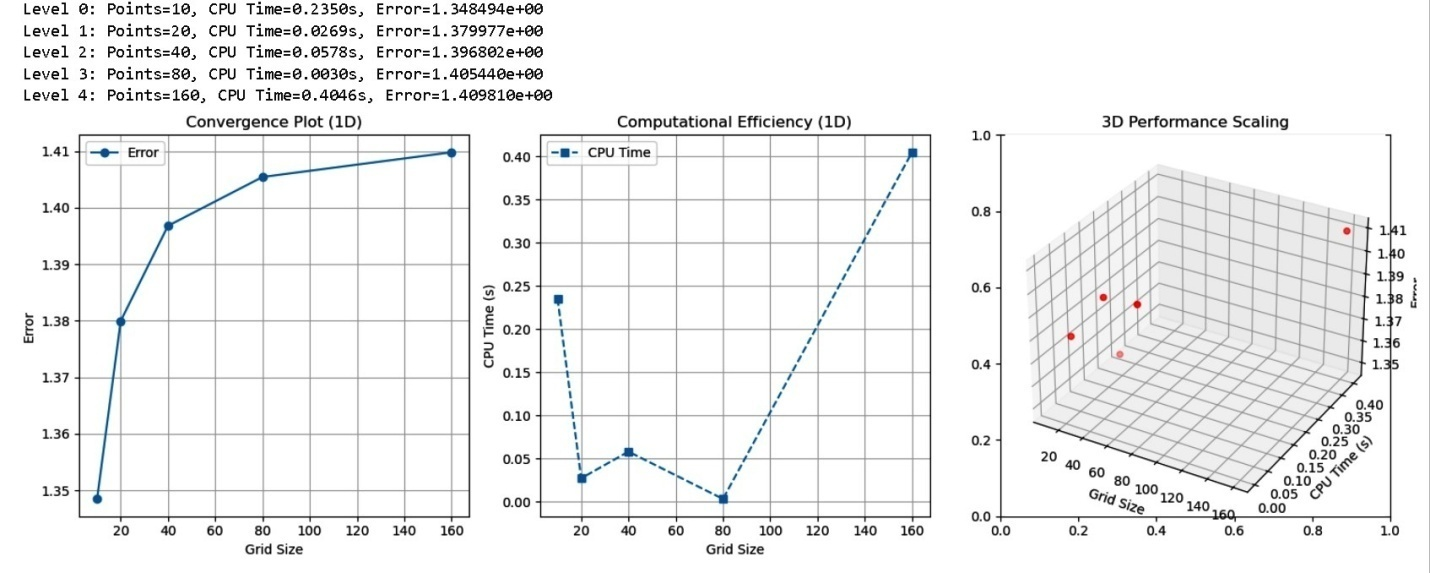 Level 0: Points=10, CPU Time=0.2350s, Error=1.348494e+00
Level 1: Points=20, CPU Time=0.0269s, Error=1.379977e+00
Level 2: Points=40, CPU Time=0.0578s, Error=1.396802e+00
Level 3: Points=80, CPU Time=0.0030s, Error=1.405440e+00
Level 4: Points=160, CPU Time=0.4046s, Error=1.409810e+00
Convergence Plot (1D)
Error
1.41
1.40
1.39
1.38
1.37
1.36
1.35
Error
20 40 60 80 100 120 140 160
Grid Size
Computational Efficiency (1D)
CPU Time
0.40
0.35
0.30
0.25
0.20
0.15
0.10
0.05
0.00
CPU Time (s)
20 40 60 80 100 120 140 160
Grid Size
3D Performance Scaling
1.0
0.8
0.6
0.4
0.2
0.0
0.0 0.2 0.4 0.6 0.8 1.0
20 40 60 80 100 120 140 160
Grid Size
0.00 0.05 0.10 0.15 0.20 0.25 0.30 0.35 0.40
CPU Time (s)
1.41
1.40
1.39
1.38
1.37
1.36
1.35